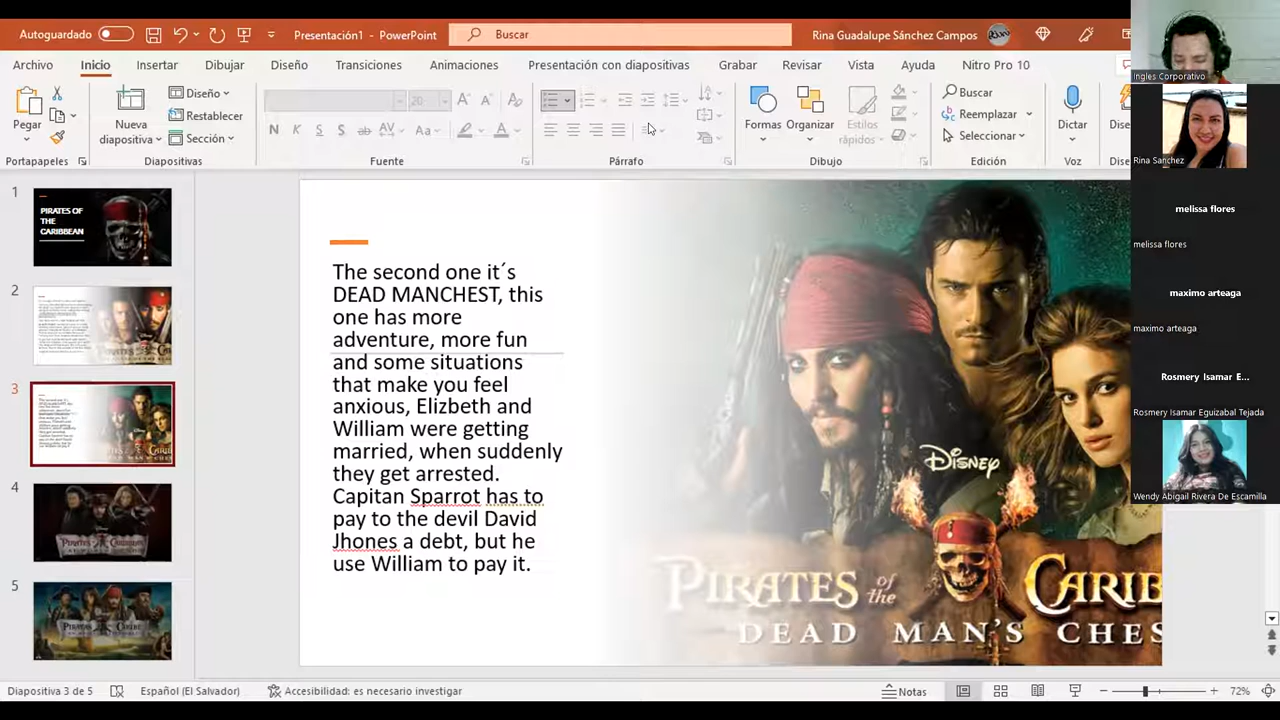 Autoguardado
Presentación1 - PowerPoint
Buscar
Rina Guadalupe Sánchez Campos
Archivo Inicio Insertar Dibujar Diseño Transiciones Animaciones Presentación con diapositivas Grabar Revisar Vista Ayuda Nitro Pro 10
Pegar
Portapapeles
Nueva diapositiva
Diseño
Restablecer
Sección
Diapositivas
Fuente
Párrafo
Formas
Organizar
Estilos rápidos
Dibujo
Buscar
Reemplazar
Seleccionar
Edición
Dictar
Voz
Ingles Corporativo
Rina Sanchez
melissa flores
melissa flores
maximo arteaga
maximo arteaga
Rosmery Isamar E...
Rosmery Isamar Eguizabal Tejada
Wendy Abigail Rivera De Escamilla
1
PIRATES OF
THE
CARIBBEAN
2
3
4
5
The second one it´s
DEAD MANCHEST, this
one has more
adventure, more fun
and some situations
that make you feel
anxious, Elizbeth and
William were getting
married, when suddenly
they get arrested.
Capitan Sparrot has to
pay to the devil David
Jhones a debt, but he
use William to pay it.
DISNEY
PIRATES of the CARIB
DEAD MAN'S CHES
Diapositiva 3 de 5
Español (El Salvador)
Accesibilidad: es necesario investigar
Notas
72%